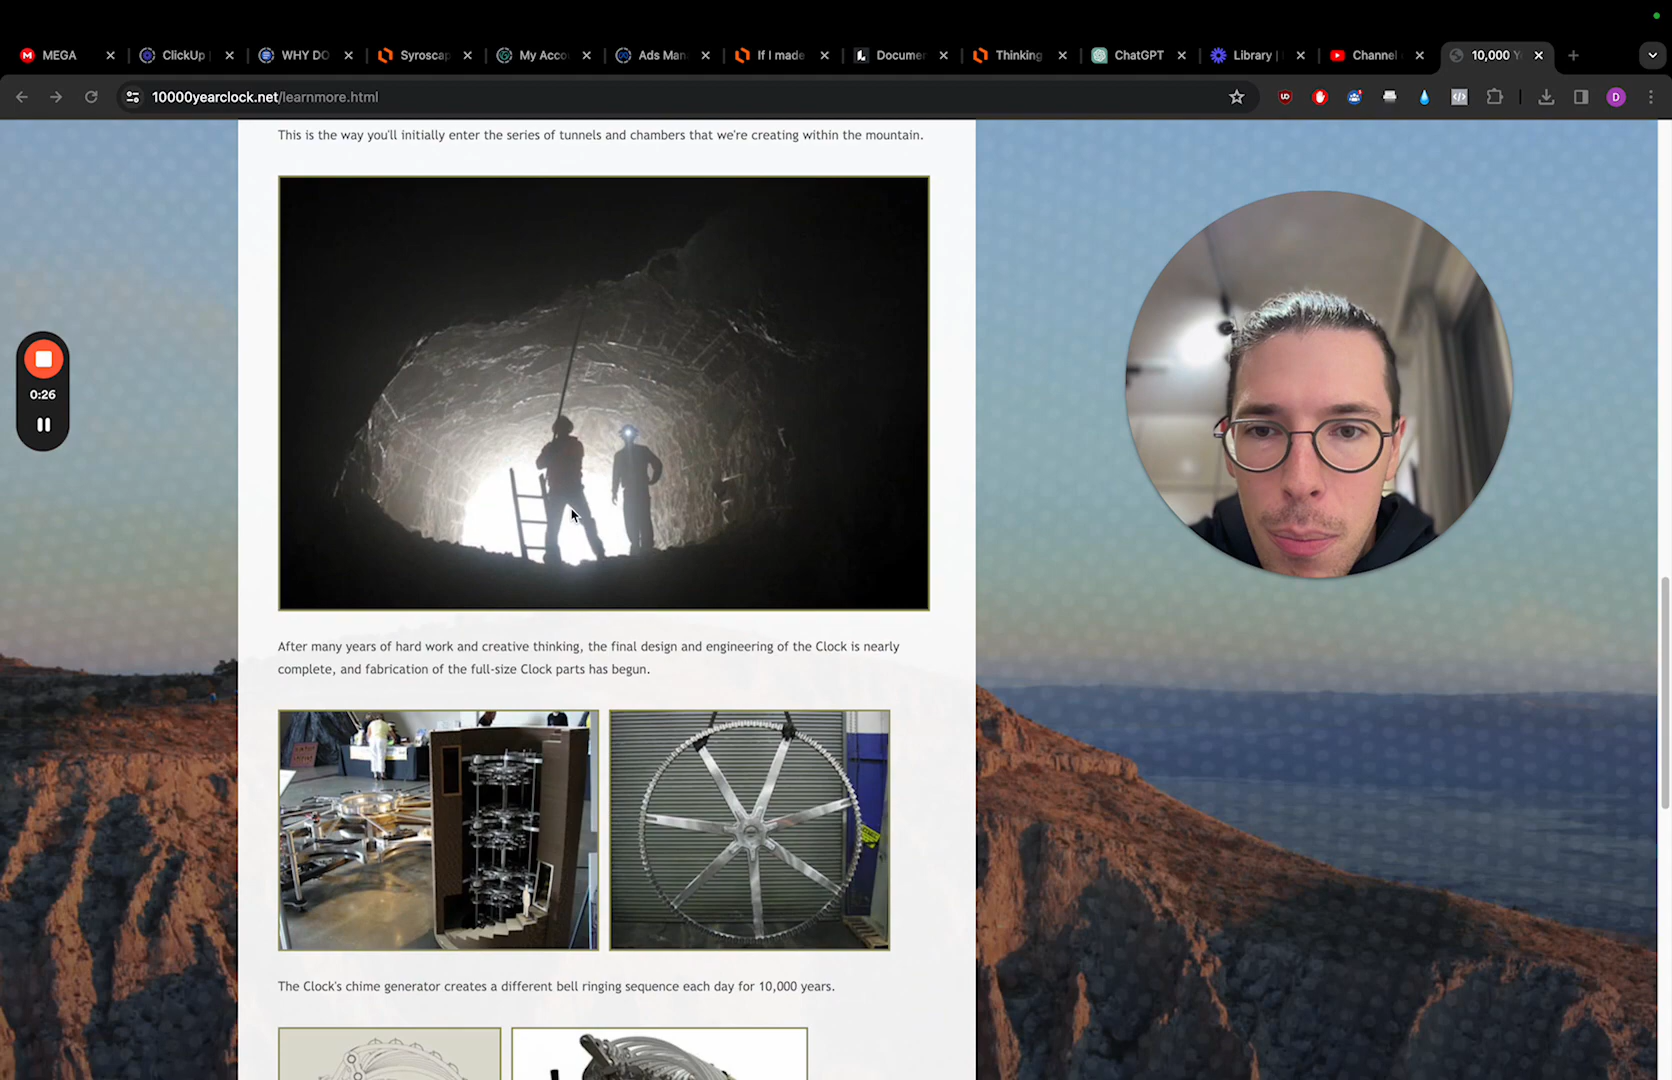 MEGA
ClickUp
WHY DO
Syroscap
My Acco
Ads Man
If I made
Documen
Thinking
ChatGPT
Library |
Channel
10,000 Y
10000yearclock.net/learnmore.html
D
This is the way you'll initially enter the series of tunnels and chambers that we're creating within the mountain.
0:26
After many years of hard work and creative thinking, the final design and engineering of the Clock is nearly
complete, and fabrication of the full-size Clock parts has begun.
The Clock's chime generator creates a different bell ringing sequence each day for 10,000 years.